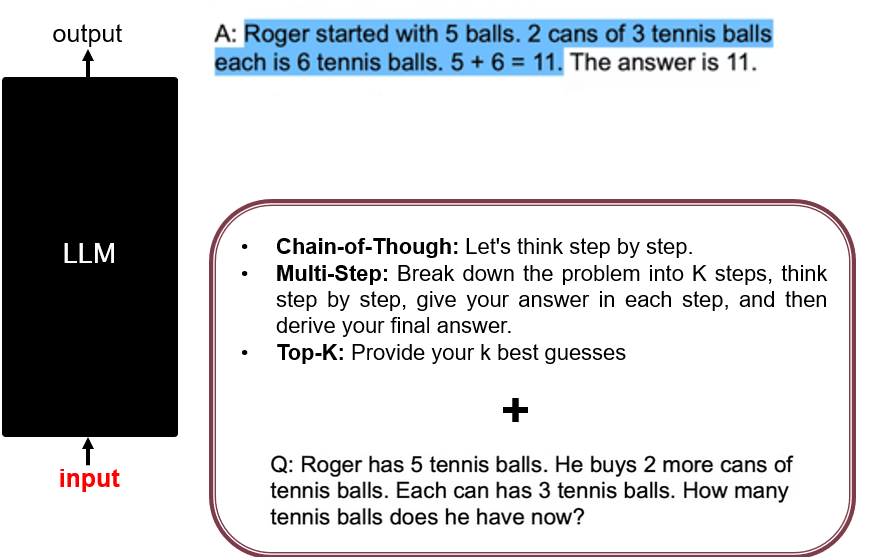 output
A: Roger started with 5 balls. 2 cans of 3 tennis balls
each is 6 tennis balls. 5 + 6 = 11. The answer is 11.
LLM
• Chain-of-Though: Let's think step by step.
• Multi-Step: Break down the problem into K steps, think
step by step, give your answer in each step, and then
derive your final answer.
• Top-K: Provide your k best guesses
+
input
Q: Roger has 5 tennis balls. He buys 2 more cans of
tennis balls. Each can has 3 tennis balls. How many
tennis balls does he have now?